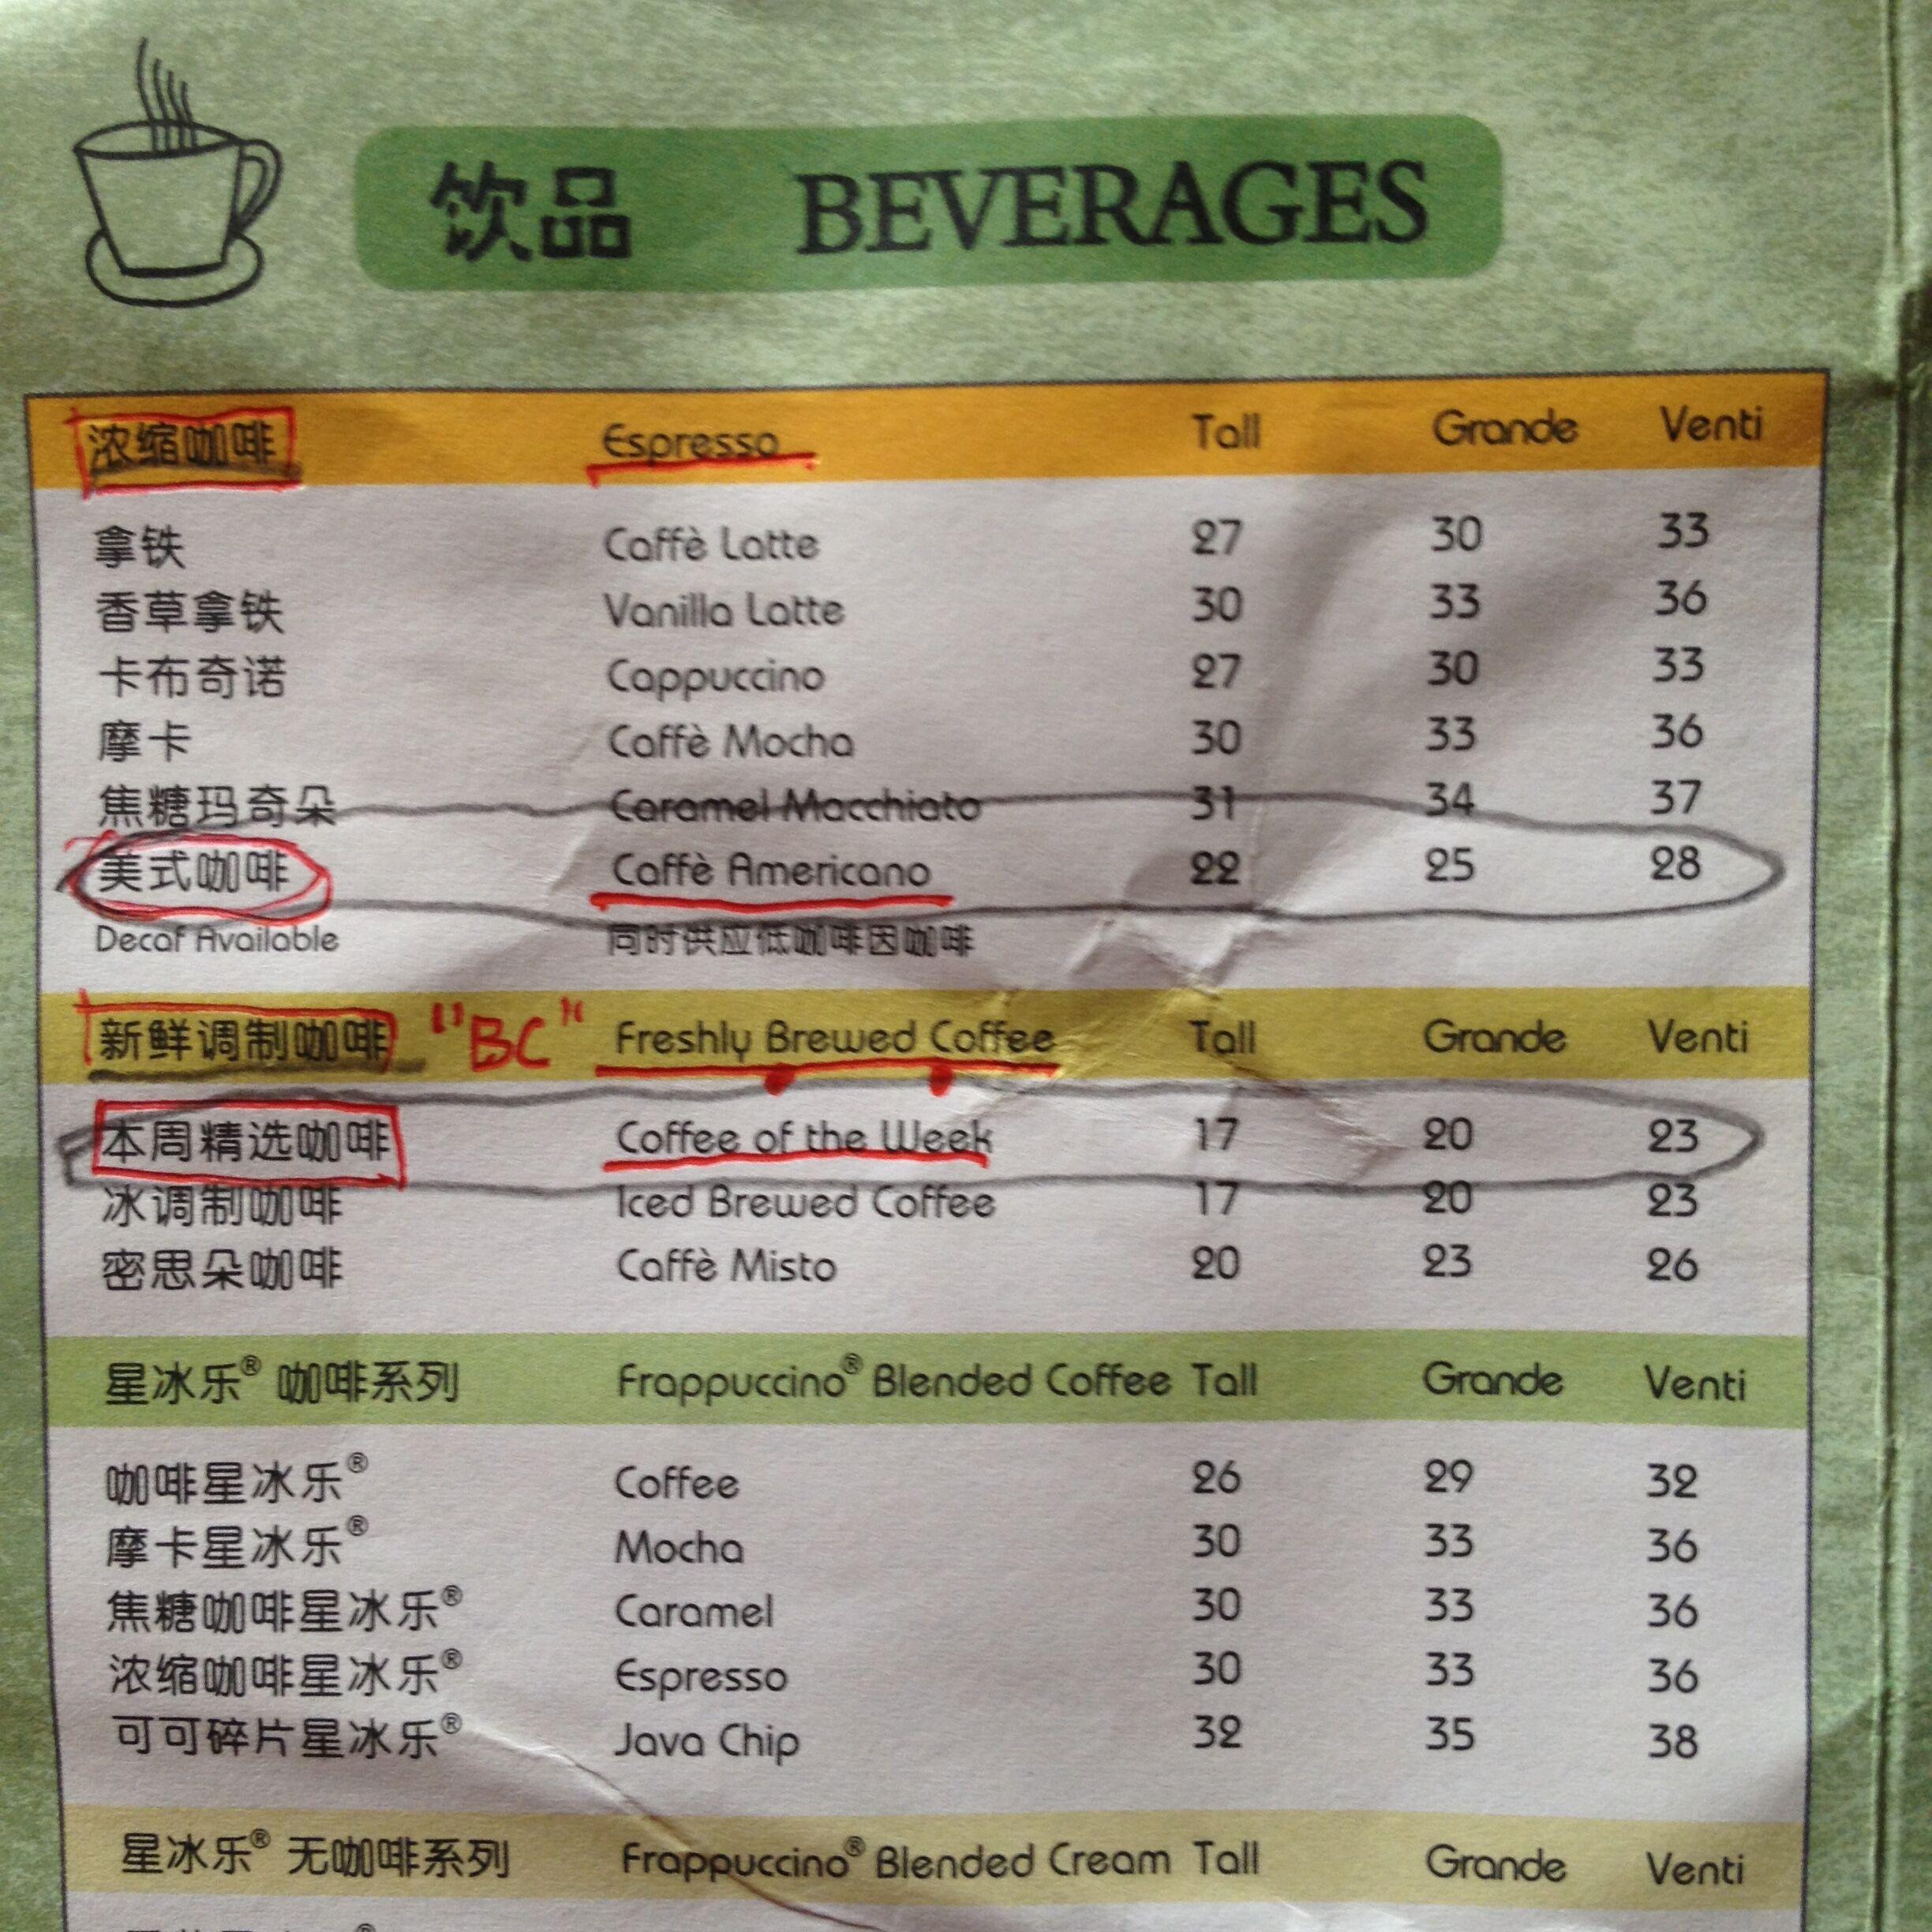 饮品 BEVERAGES
浓缩咖啡 Espresso Tall Grande Venti
拿铁 Caffè Latte 27 30 33
香草拿铁 Vanilla Latte 30 33 36
卡布奇诺 Cappuccino 27 30 33
摩卡 Caffè Mocha 30 33 36
焦糖玛奇朵 Caramel Macchiato 31 34 37
美式咖啡 Caffè Americano 22 25 28
Decaf Available 同时供应低咖啡因咖啡
新鲜调制咖啡 "BC" Freshly Brewed Coffee Tall Grande Venti
本周精选咖啡 Coffee of the Week 17 20 23
冰调制咖啡 Iced Brewed Coffee 17 20 23
密思朵咖啡 Caffè Misto 20 23 26
星冰乐® 咖啡系列 Frappuccino® Blended Coffee Tall Grande Venti
咖啡星冰乐® Coffee 26 29 32
摩卡星冰乐® Mocha 30 33 36
焦糖咖啡星冰乐® Caramel 30 33 36
浓缩咖啡星冰乐® Espresso 30 33 36
可可碎片星冰乐® Java Chip 32 35 38
星冰乐® 无咖啡系列 Frappuccino® Blended Cream Tall Grande Venti